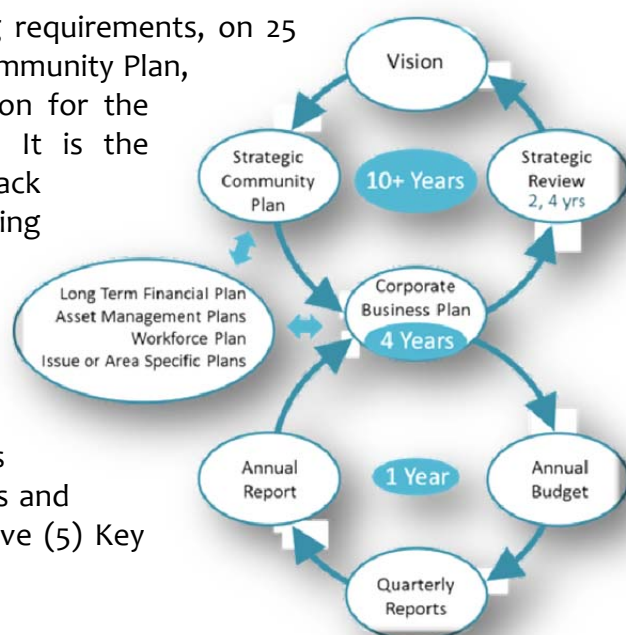 g requirements, on 25
ommunity Plan,
on for the
It is the
ack
ing
s
s and
ve (5) Key
Vision
Strategic
Community
Plan
10+ Years
Strategic
Review
2, 4 yrs
Long Term Financial Plan
Asset Management Plans
Workforce Plan
Issue or Area Specific Plans
Corporate
Business Plan
4 Years
Annual
Report
1 Year
Annual
Budget
Quarterly
Reports